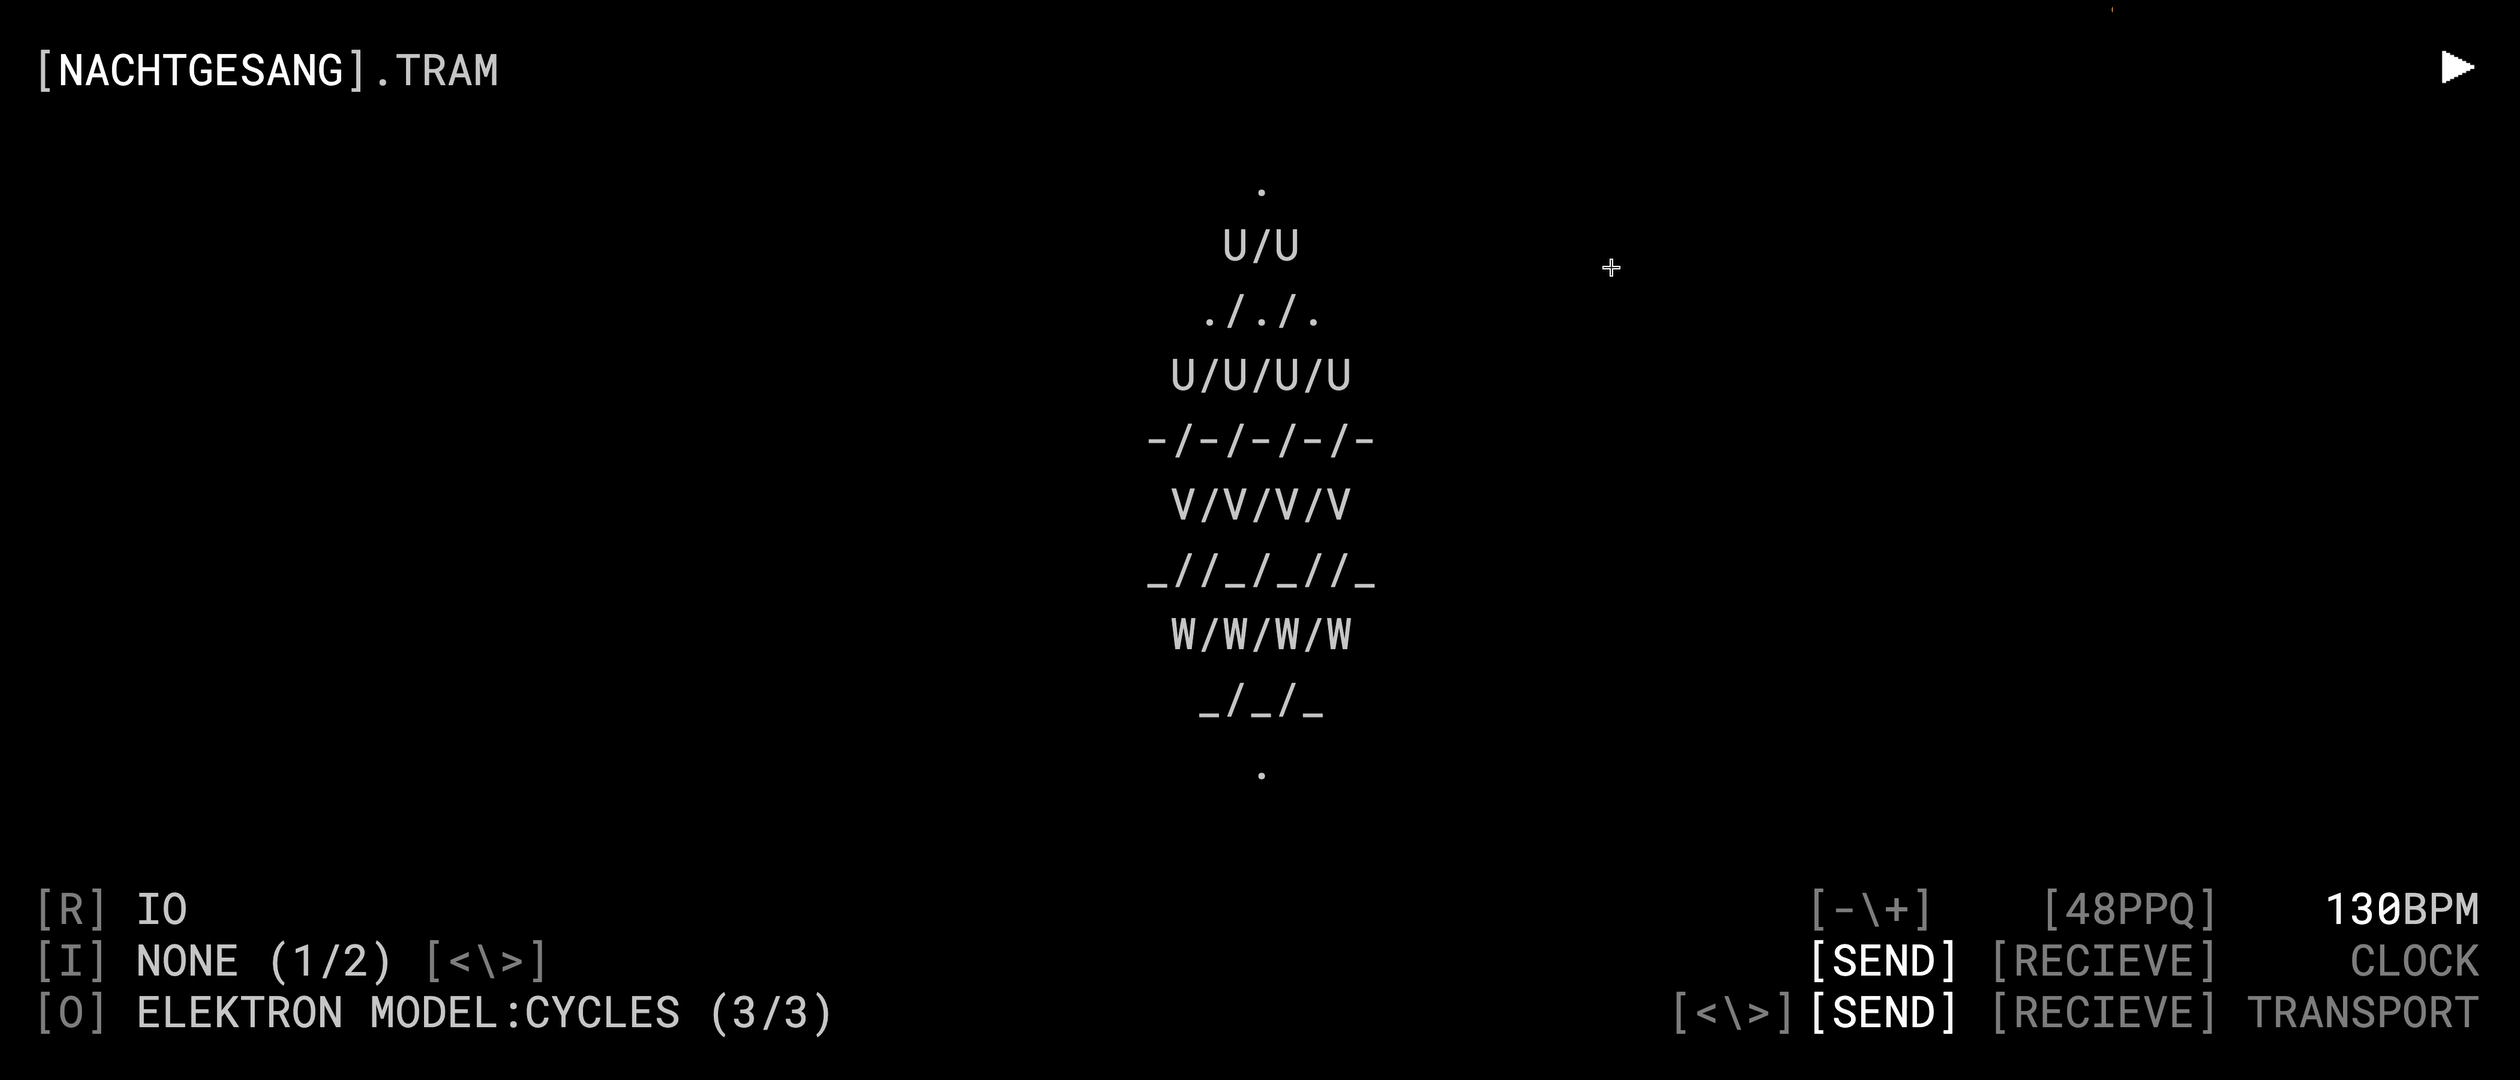 [NACHTGESANG].TRAM
.
U/U
././.
U/U/U/U
-/-/-/-/-
V/V/V/V
_//_/_//_
W/W/W/W
_/_/_
.
[R] IO
[I] NONE (1/2) [<\>]
[O] ELEKTRON MODEL:CYCLES (3/3)
[-\+] [48PPQ] 130BPM
[SEND] [RECIEVE] CLOCK
[<\>] [SEND] [RECIEVE] TRANSPORT